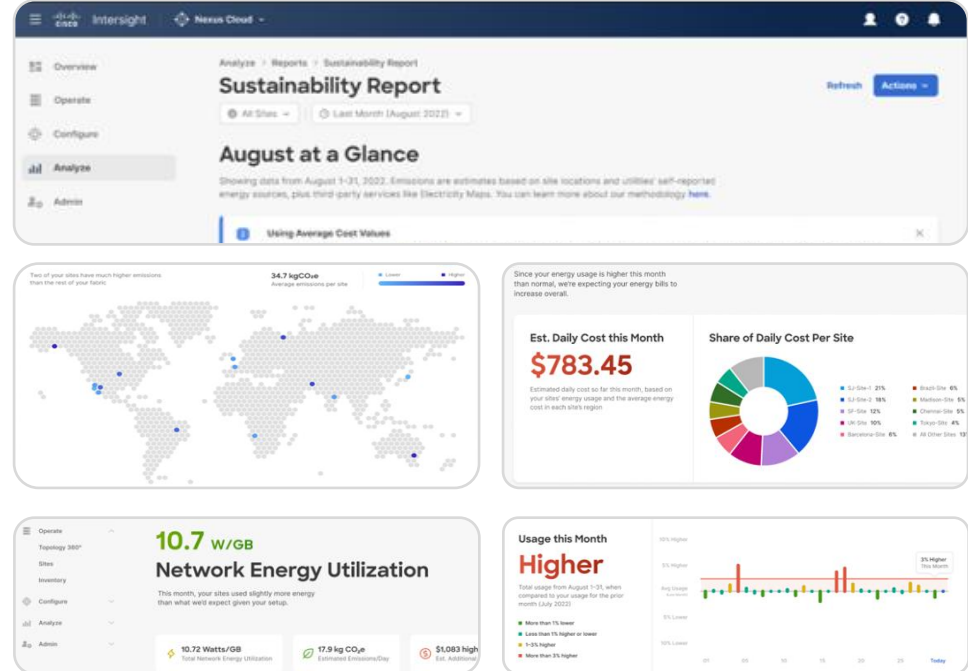 CISCO Intersight Nexus Cloud
Overview
Operate
Configure
Analyze
Admin
Analyze > Reports > Sustainability Report
Sustainability Report
Refresh
Actions
All Sites
Last Month (August 2022)
August at a Glance
Showing data from August 1-31, 2022. Emissions are estimates based on site locations and utilities' self-reported
energy sources, plus third-party services like Electricity Maps. You can learn more about our methodology here.
Using Average Cost Values
Two of your sites have much higher emissions
than the rest of your fabric
34.7 kgCO₂e
Average emissions per site
Lower
Higher
Since your energy usage is higher this month
than normal, we're expecting your energy bills to
increase overall.
Est. Daily Cost this Month
$783.45
Estimated daily cost so far this month, based on
your sites' energy usage and the average energy
cost in each site's region
Share of Daily Cost Per Site
SJ-Site-1 21%
SJ-Site-2 18%
SF-Site 12%
UK-Site 10%
Barcelona-Site 6%
Brazil-Site 6%
Madison-Site 5%
Chennai-Site 5%
Tokyo-Site 4%
All Other Sites 13
Operate
Topology 360°
Sites
Inventory
Configure
Analyze
Admin
10.7 W/GB
Network Energy Utilization
This month, your sites used slightly more energy
than what we'd expect given your setup.
10.72 Watts/GB
Total Network Energy Utilization
17.9 kg CO₂e
Estimated Emissions/Day
$1,083 high
Est. Additional
Usage this Month
Higher
Total usage from August 1-31, when
compared to your usage for the prior
month (July 2022)
More than 1% lower
Less than 1% higher or lower
1-3% higher
More than 3% higher
10% Higher
5% Higher
Avg Usage
5% Lower
10% Lower
3% Higher
This Month
01
05
10
15
20
25
30
Today